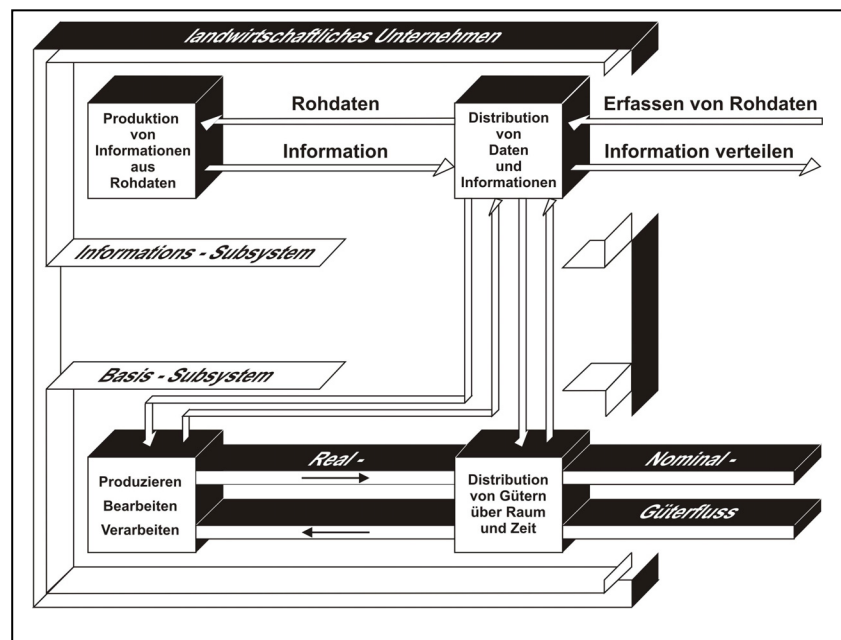 landwirtschaftliches Unternehmen
Produktion
von
Informationen
aus
Rohdaten
Rohdaten
Information
Distribution
von
Daten
und
Informationen
Erfassen von Rohdaten
Information verteilen
Informations - Subsystem
Basis - Subsystem
Produzieren
Bearbeiten
Verarbeiten
Real -
Distribution
von Gütern
über Raum
und Zeit
Nominal -
Güterfluss